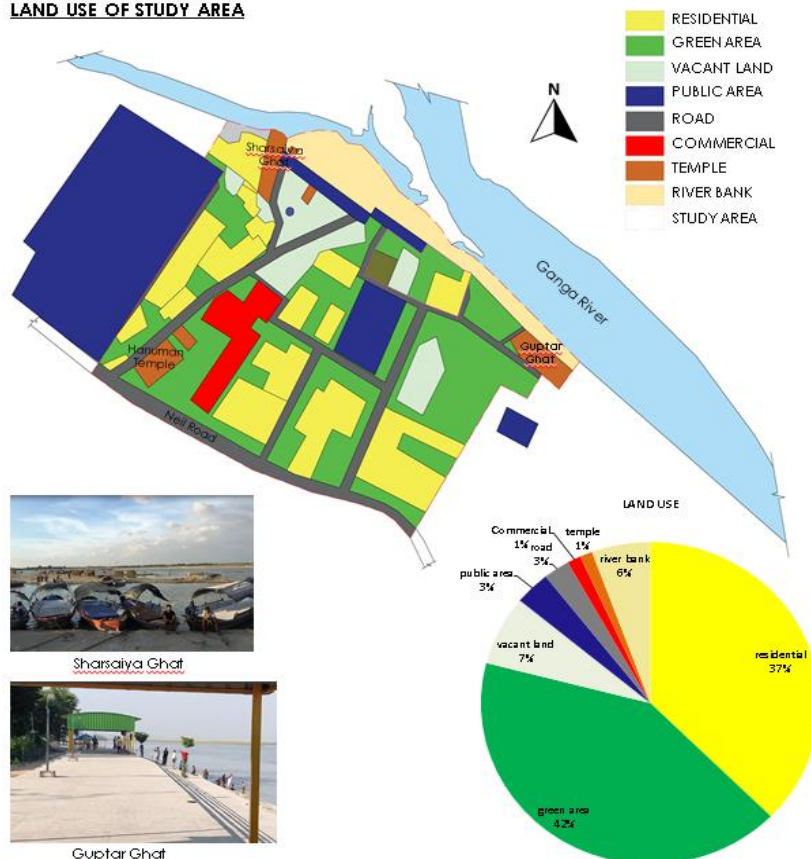 LAND USE OF STUDY AREA
RESIDENTIAL
GREEN AREA
VACANT LAND
PUBLIC AREA
ROAD
COMMERCIAL
TEMPLE
RIVER BANK
STUDY AREA
N
Sharsaiya
Ghat
Ganga River
Guptar
Ghat
Hanuman
Temple
Neil Road
Sharsaiya Ghat
Guptar Ghat
LAND USE
Commercial
1%
temple
1%
road
3%
river bank
6%
public area
3%
vacant land
7%
residential
37%
green area
42%